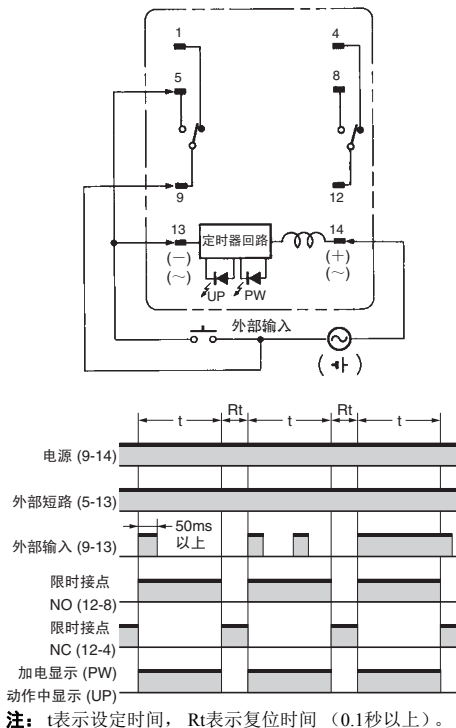 1
4
5
8
9
12
13
定时器回路
14
(－)
(～)
(＋)
(～)
UP
PW
外部输入
t
Rt
t
Rt
t
电源 (9-14)
外部短路 (5-13)
50ms
以上
外部输入 (9-13)
限时接点
NO (12-8)
限时接点
NC (12-4)
加电显示 (PW)
动作中显示 (UP)
注： t表示设定时间， Rt表示复位时间 （0.1秒以上）。